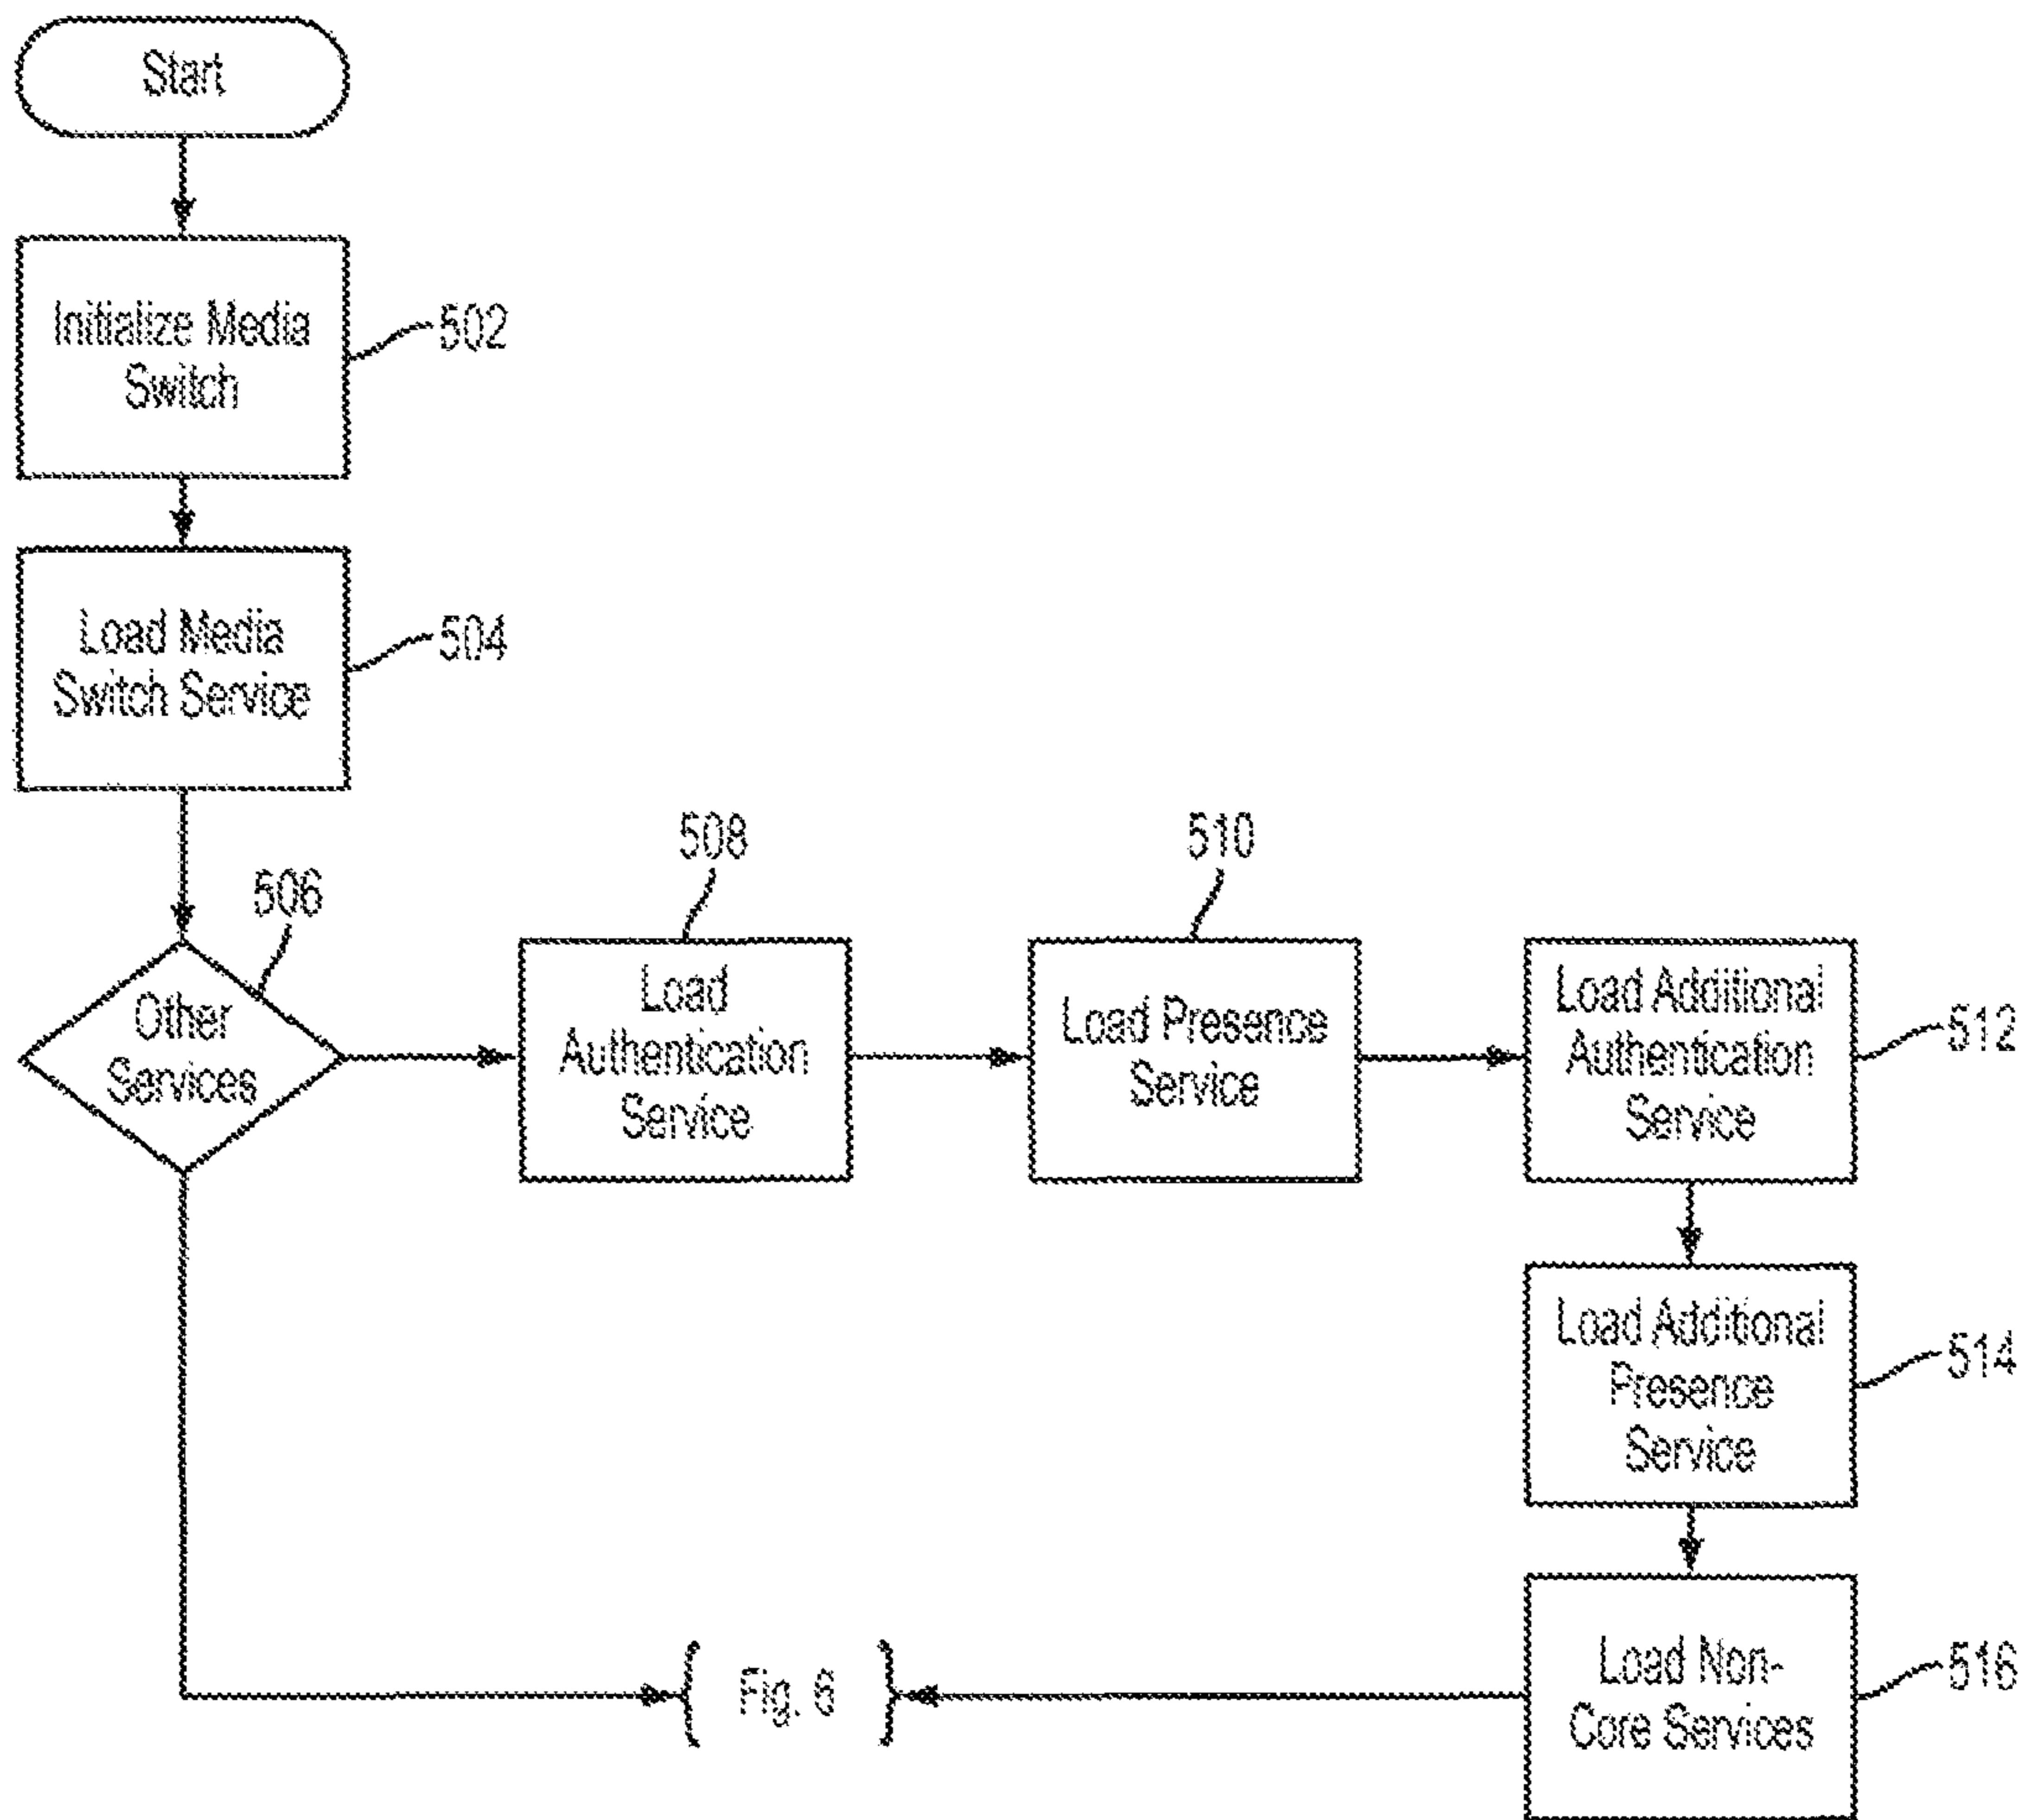 Start
Initialize Media
Switch
502
Load Media
Switch Service
504
506
Other
Services
508
Load
Authentication
Service
510
Load Presence
Service
Load Additional
Authentication
Service
512
Load Additional
Presence
Service
514
Load Non-
Core Services
516
Fig. 6